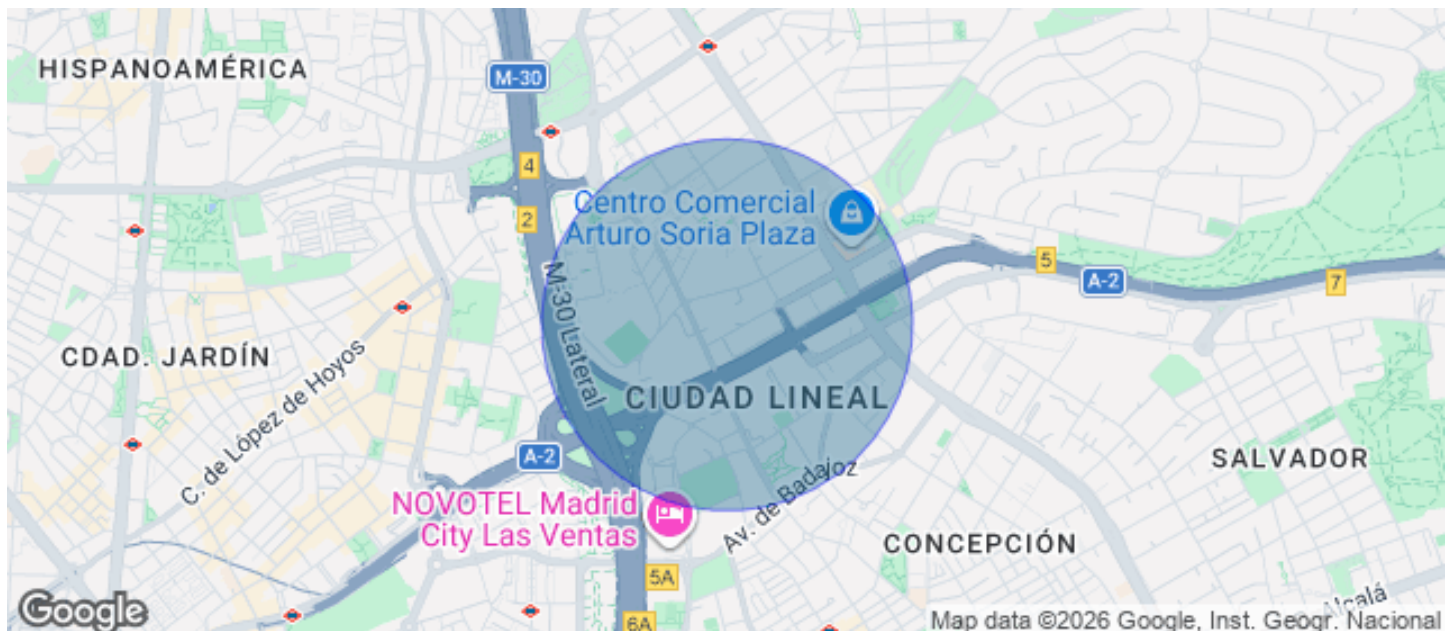 HISPANOAMÉRICA
M-30
4
2
Centro Comercial
Arturo Soria Plaza
5
A-2
7
M-30 Lateral
CDAD. JARDÍN
C. de López de Hoyos
CIUDAD LINEAL
A-2
SALVADOR
NOVOTEL Madrid
City Las Ventas
Av. de Badajoz
CONCEPCIÓN
5A
6A
Alcalá
Google
Map data ©2026 Google, Inst. Geogr. Nacional